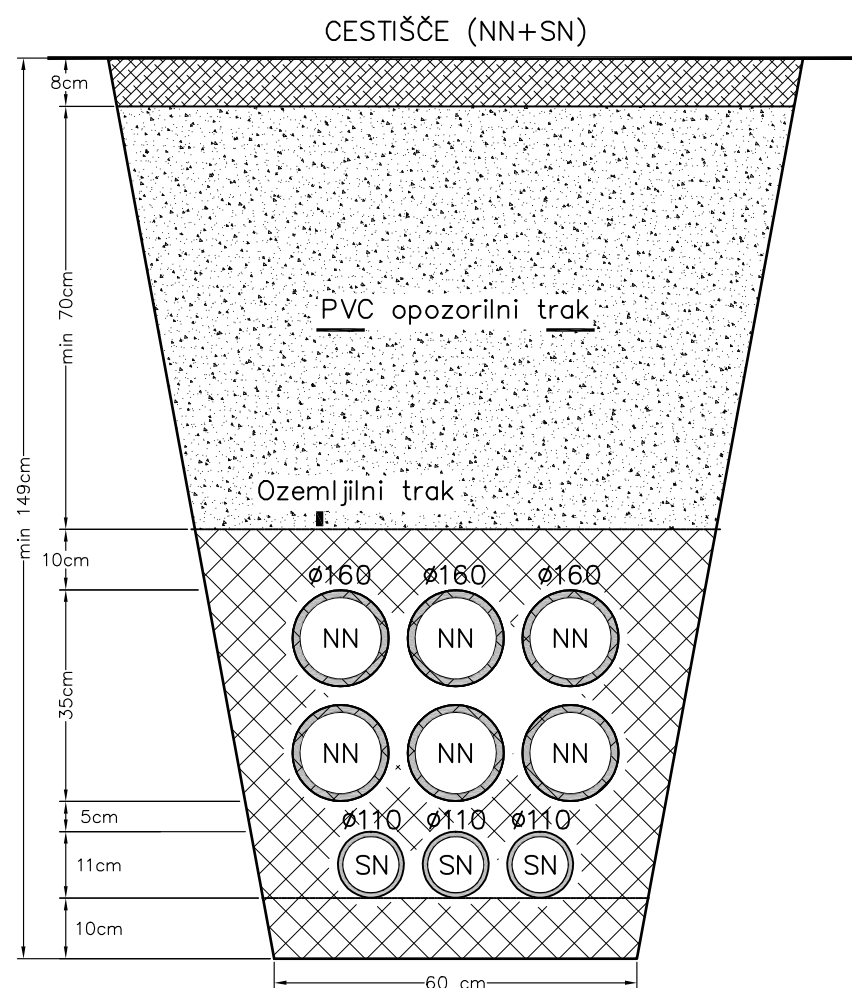 CESTIŠČE (NN+SN)
8cm
min 70cm
PVC opozorilni trak
min 149cm
Ozemljilni trak
10cm
ø160 ø160 ø160
NN NN NN
35cm
NN NN NN
5cm
ø110 ø110 ø110
11cm
SN SN SN
10cm
60 cm